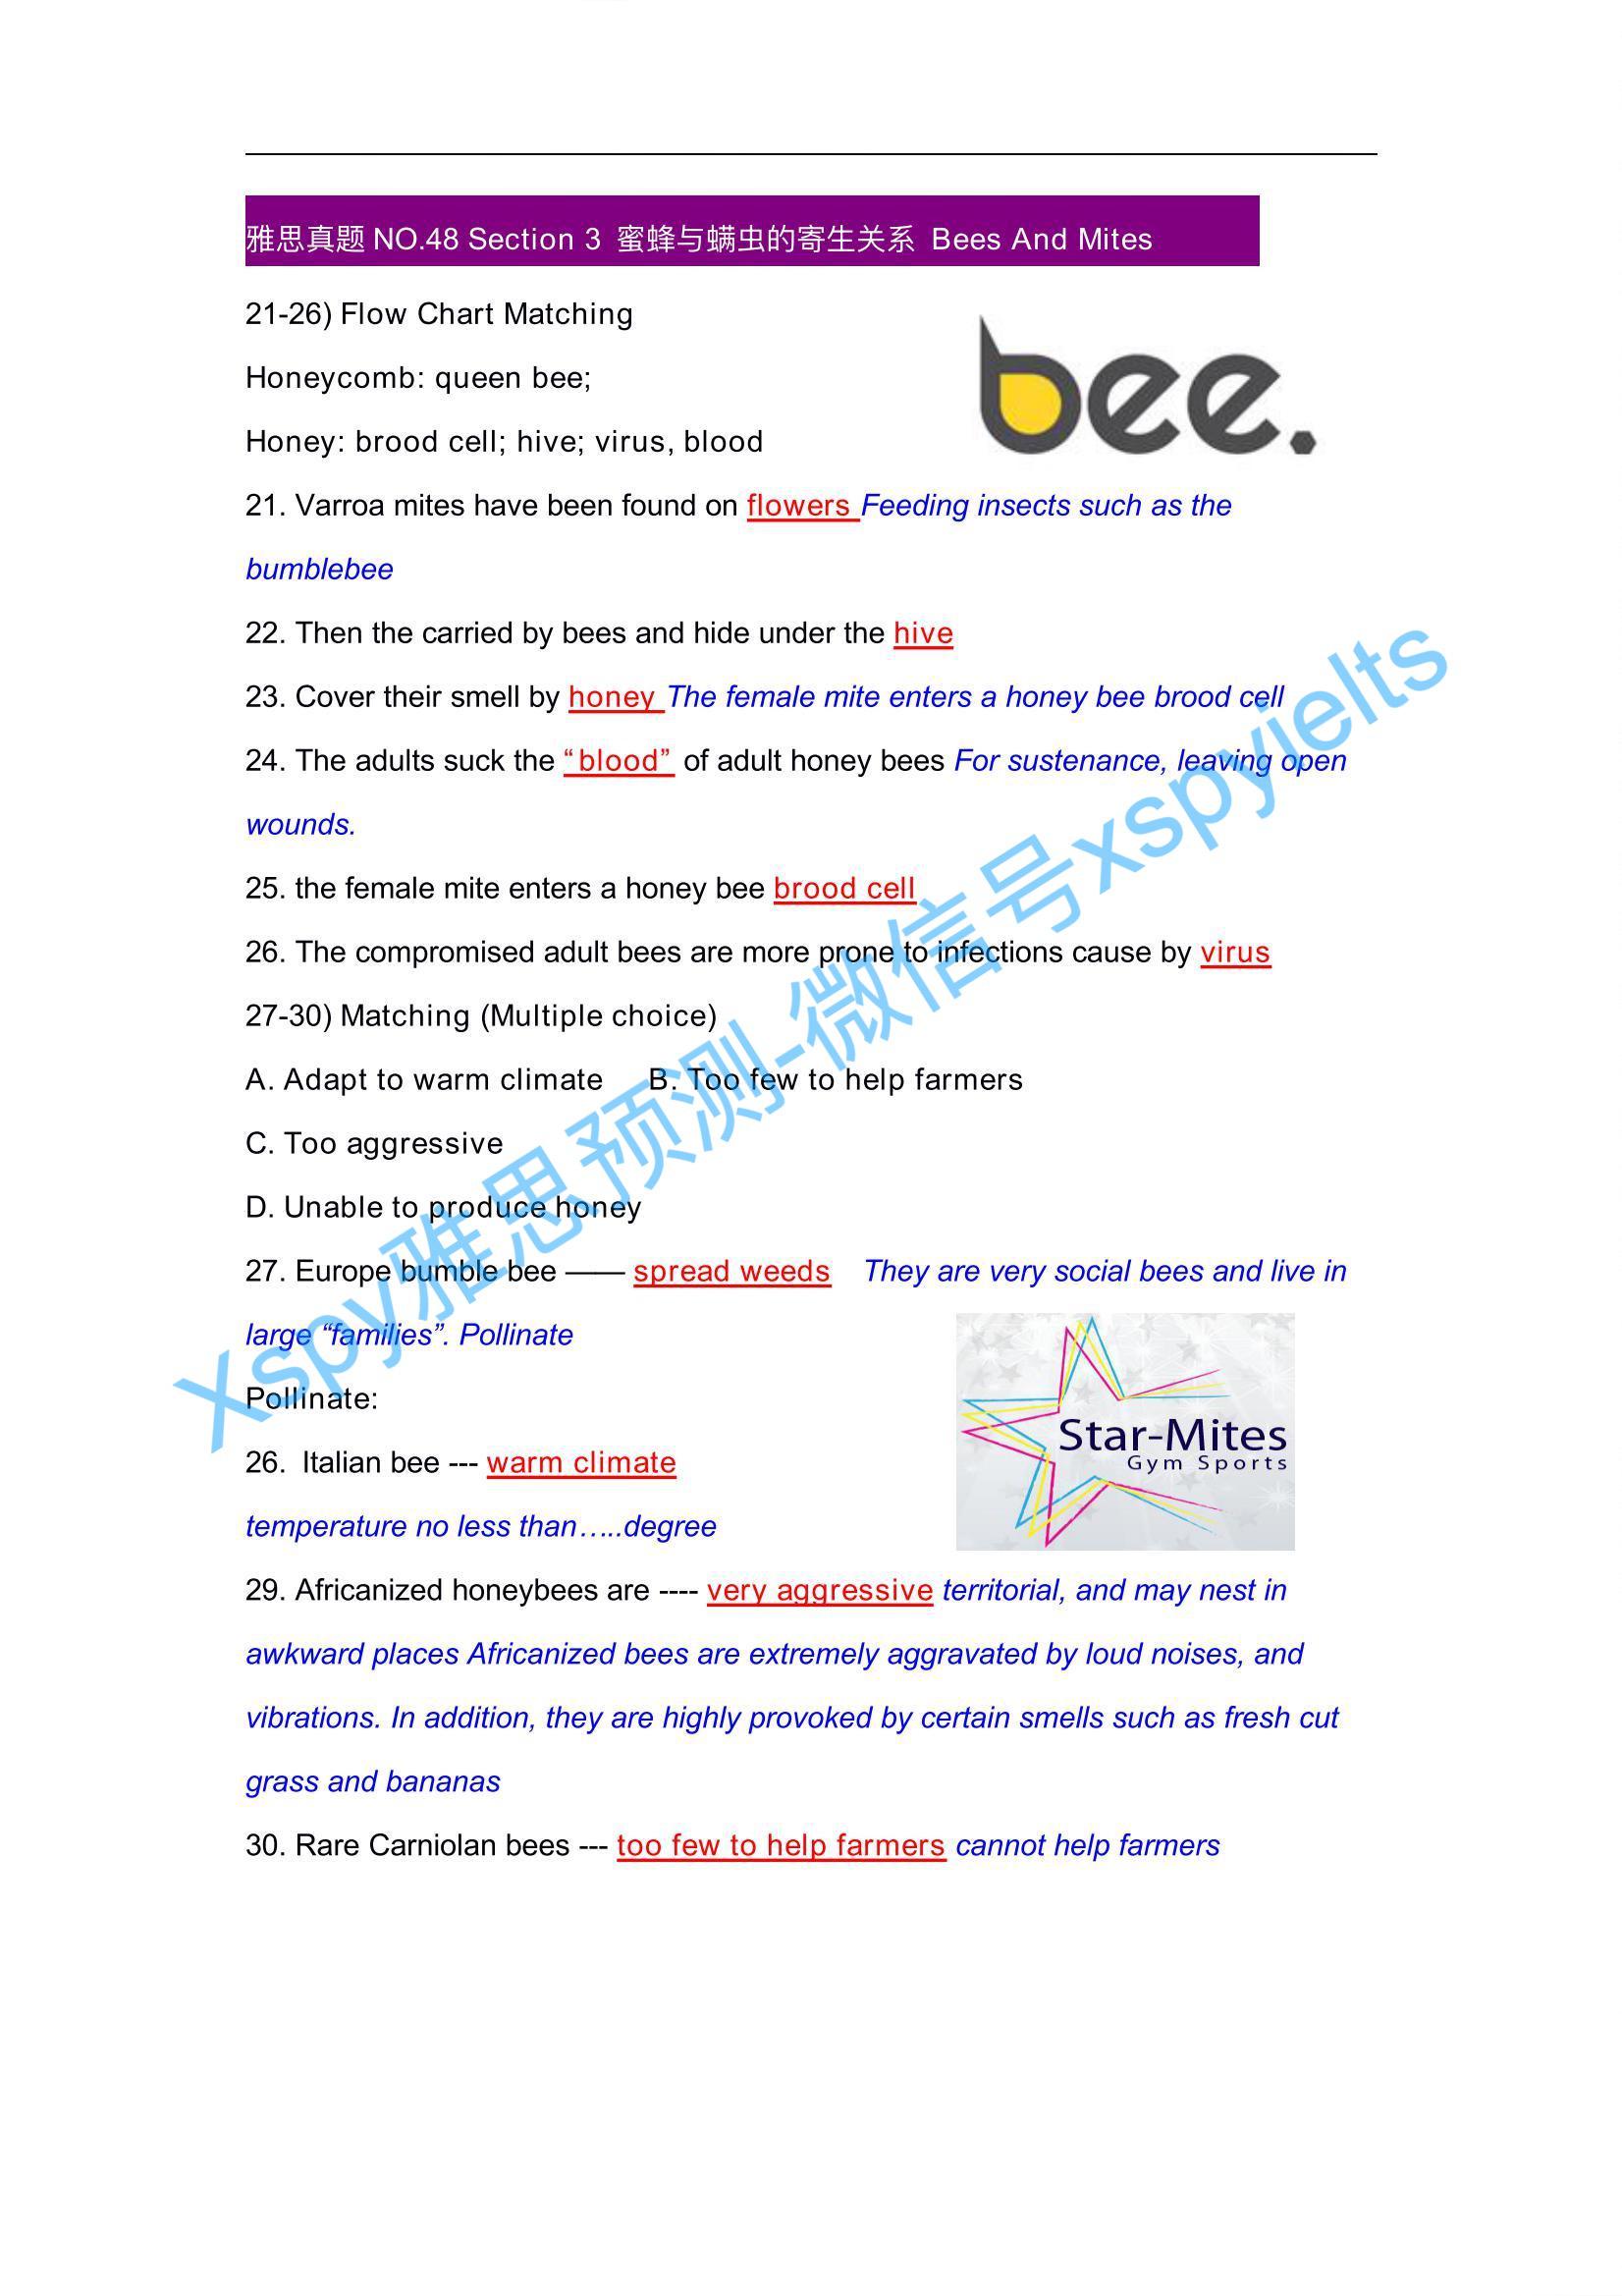 雅思真题 NO.48 Section 3 蜜蜂与螨虫的寄生关系 Bees And Mites
21-26) Flow Chart Matching
bee.
Honeycomb: queen bee;
Honey: brood cell; hive; virus, blood
21. Varroa mites have been found on flowers Feeding insects such as the
bumblebee
22. Then the carried by bees and hide under the hive
23. Cover their smell by honey The female mite enters a honey bee brood cell
24. The adults suck the “blood” of adult honey bees For sustenance, leaving open
wounds.
25. the female mite enters a honey bee brood cell
26. The compromised adult bees are more prone to infections cause by virus
27-30) Matching (Multiple choice)
A. Adapt to warm climate B. Too few to help farmers
C. Too aggressive
D. Unable to produce honey
27. Europe bumble bee —— spread weeds They are very social bees and live in
large “families”. Pollinate
Pollinate:
26. Italian bee --- warm climate
temperature no less than…..degree
Star-Mites
Gym Sports
29. Africanized honeybees are ---- very aggressive territorial, and may nest in
awkward places Africanized bees are extremely aggravated by loud noises, and
vibrations. In addition, they are highly provoked by certain smells such as fresh cut
grass and bananas
30. Rare Carniolan bees --- too few to help farmers cannot help farmers
Xspy雅思预测-微信号xspyielts